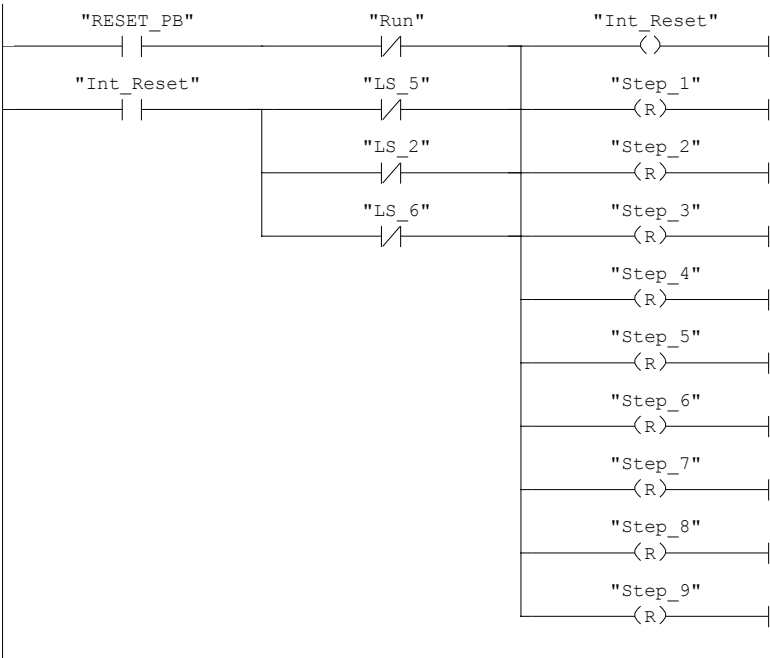 "RESET_PB" "Run" "Int_Reset"
"Int_Reset" "LS_5" "Step_1"
(R)
"LS_2" "Step_2"
(R)
"LS_6" "Step_3"
(R)
"Step_4"
(R)
"Step_5"
(R)
"Step_6"
(R)
"Step_7"
(R)
"Step_8"
(R)
"Step_9"
(R)